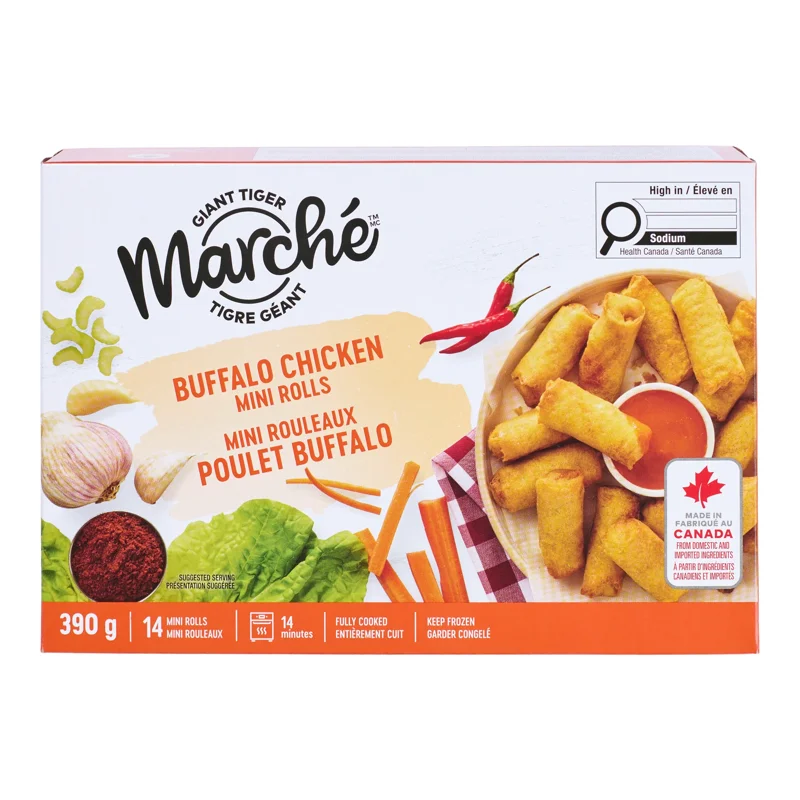 GIANT TIGER
Marché
TM
MC
TIGRE GÉANT
High in / Élevé en
Sodium
Health Canada / Santé Canada
BUFFALO CHICKEN
MINI ROLLS
MINI ROULEAUX
POULET BUFFALO
MADE IN
FABRIQUÉ AU
CANADA
FROM DOMESTIC AND
IMPORTED INGREDIENTS
À PARTIR D'INGRÉDIENTS
CANADIENS ET IMPORTÉS
SUGGESTED SERVING
PRÉSENTATION SUGGÉRÉE
390 g
14 MINI ROLLS
MINI ROULEAUX
14
minutes
FULLY COOKED
ENTIÈREMENT CUIT
KEEP FROZEN
GARDER CONGELÉ